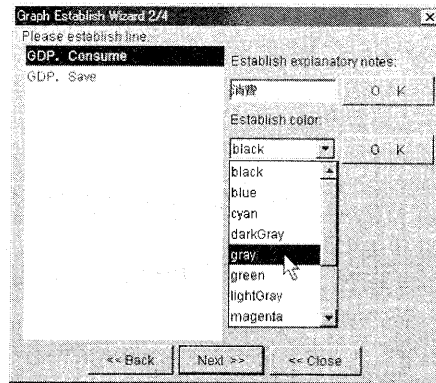 Graph Establish Wizard 2/4
Please establish line:
GDP. Consume
GDP. Save
Establish explanatory notes:
消費
O K
Establish color:
black
O K
black
blue
cyan
darkGray
gray
green
lightGray
magenta
<< Back
Next >>
<< Close